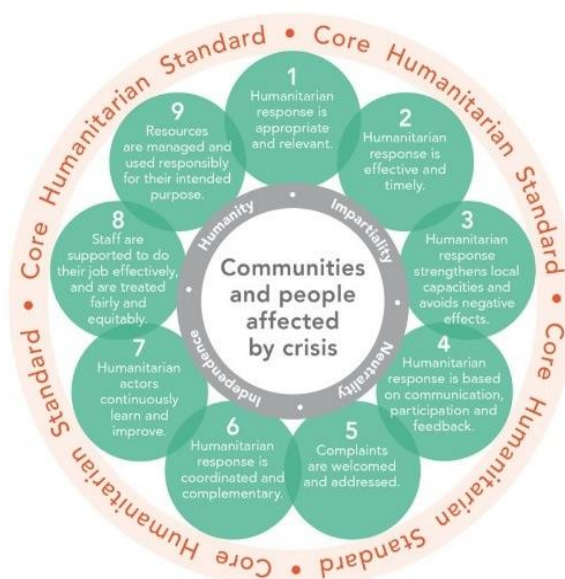 Core Humanitarian Standard • Core Humanitarian Standard • Core Humanitarian Standard • Core Humanitarian Standard •
1
Humanitarian
response is
appropriate
and relevant.
2
Humanitarian
response is
effective and
timely.
3
Humanitarian
response
strengthens local
capacities and
avoids negative
effects.
4
Humanitarian
response is based
on communication,
participation and
feedback.
5
Complaints
are welcomed
and addressed.
6
Humanitarian
response is
coordinated and
complementary.
7
Humanitarian
actors
continuously
learn and
improve.
8
Staff are
supported to do
their job effectively,
and are treated
fairly and
equitably.
9
Resources
are managed and
used responsibly
for their intended
purpose.
Humanity • Impartiality • Neutrality • Independence •
Communities
and people
affected
by crisis